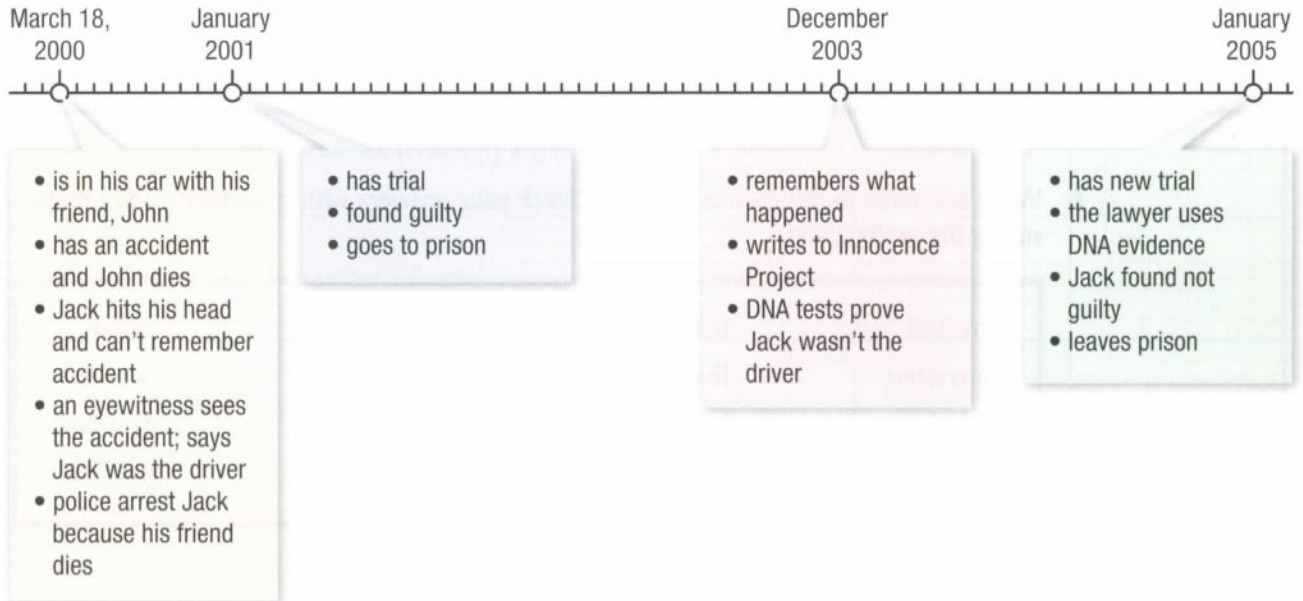 March 18,
2000
January
2001
December
2003
January
2005
• is in his car with his
friend, John
• has an accident
and John dies
• Jack hits his head
and can't remember
accident
• an eyewitness sees
the accident; says
Jack was the driver
• police arrest Jack
because his friend
dies
• has trial
• found guilty
• goes to prison
• remembers what
happened
• writes to Innocence
Project
• DNA tests prove
Jack wasn't the
driver
• has new trial
• the lawyer uses
DNA evidence
• Jack found not
guilty
• leaves prison